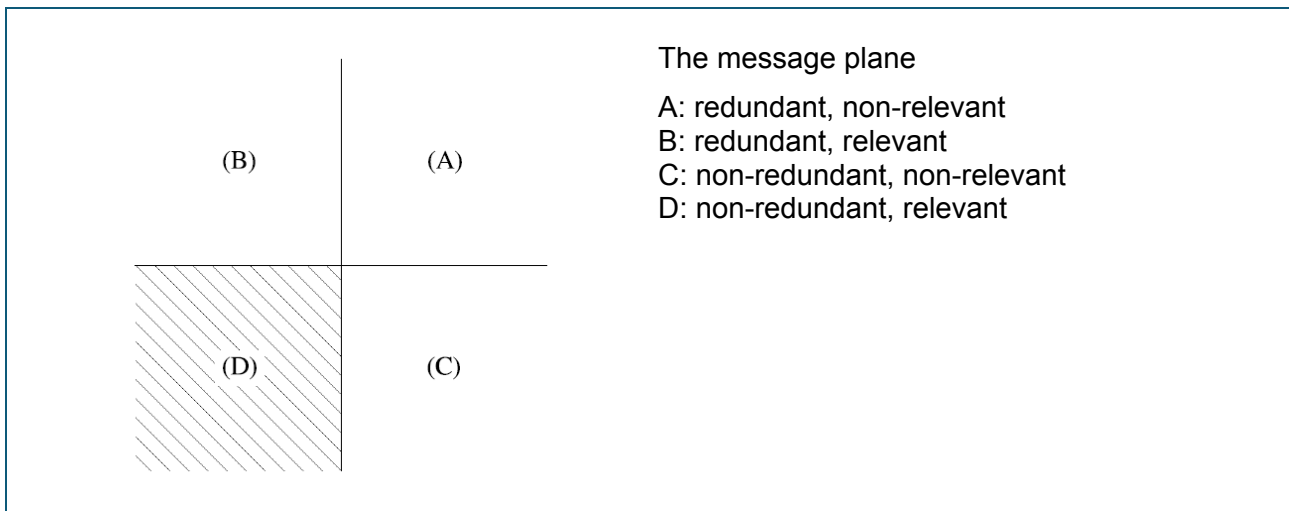 The message plane
A: redundant, non-relevant
B: redundant, relevant
C: non-redundant, non-relevant
D: non-redundant, relevant
(B)
(A)
(D)
(C)